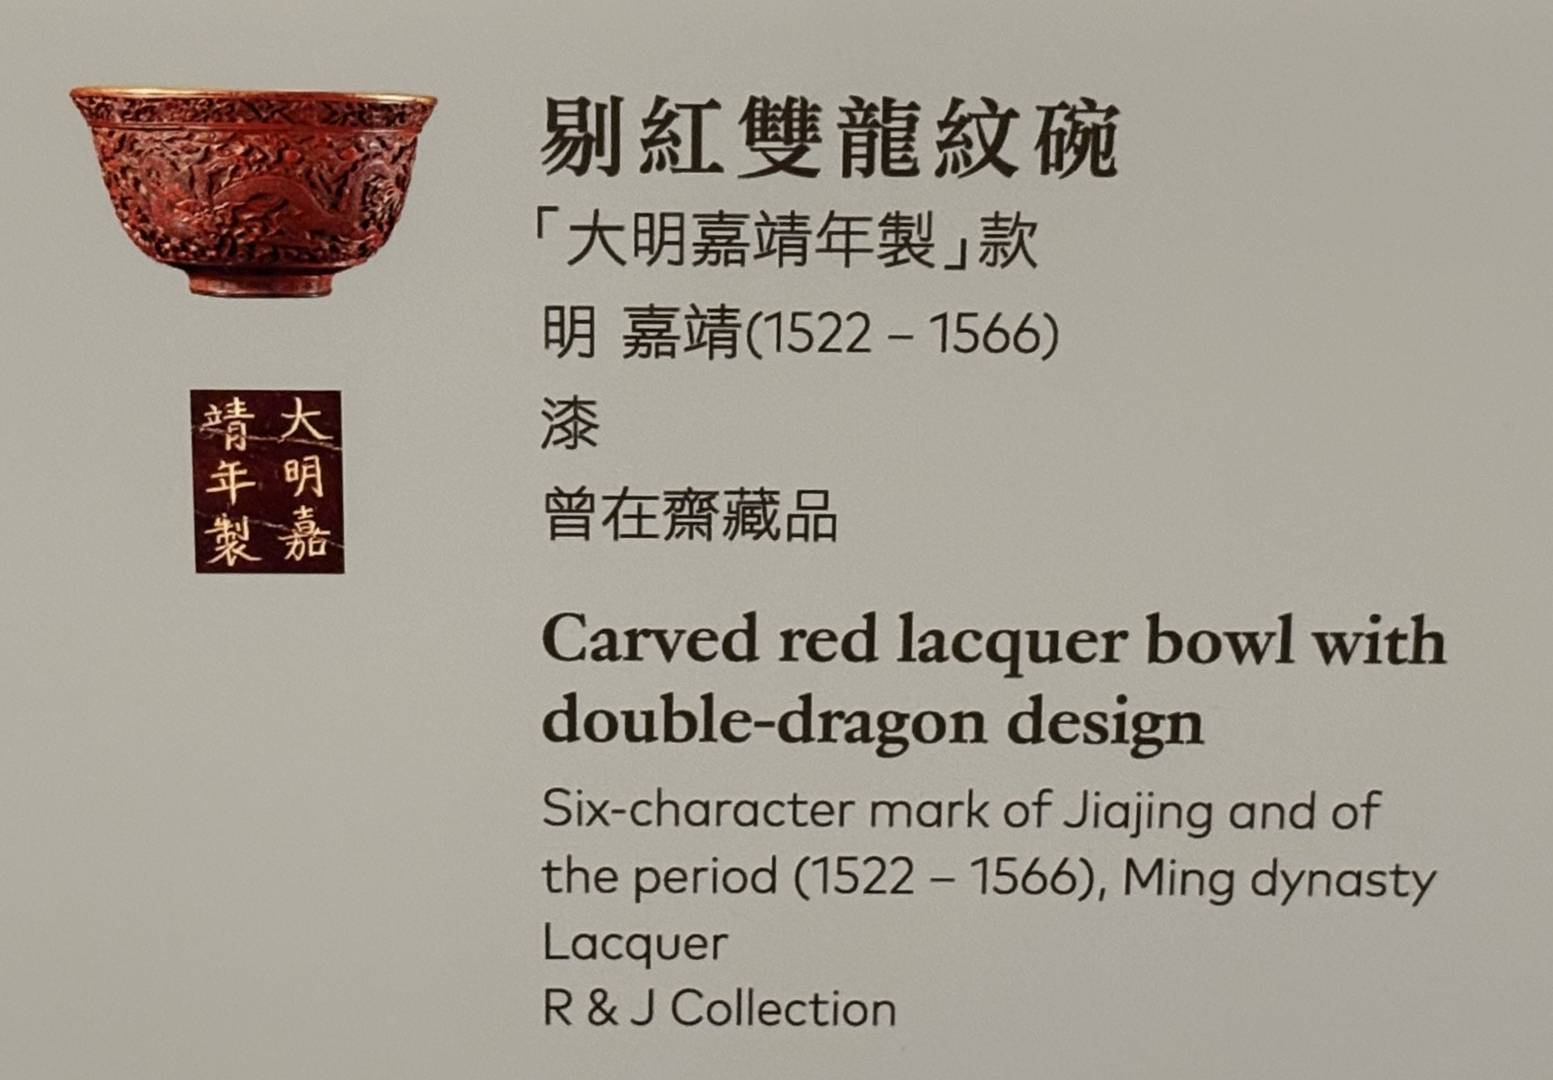 剔紅雙龍紋碗
「大明嘉靖年製」款
明 嘉靖(1522 – 1566)
漆
曾在齋藏品
大明嘉
靖年製
Carved red lacquer bowl with
double-dragon design
Six-character mark of Jiajing and of
the period (1522 – 1566), Ming dynasty
Lacquer
R & J Collection